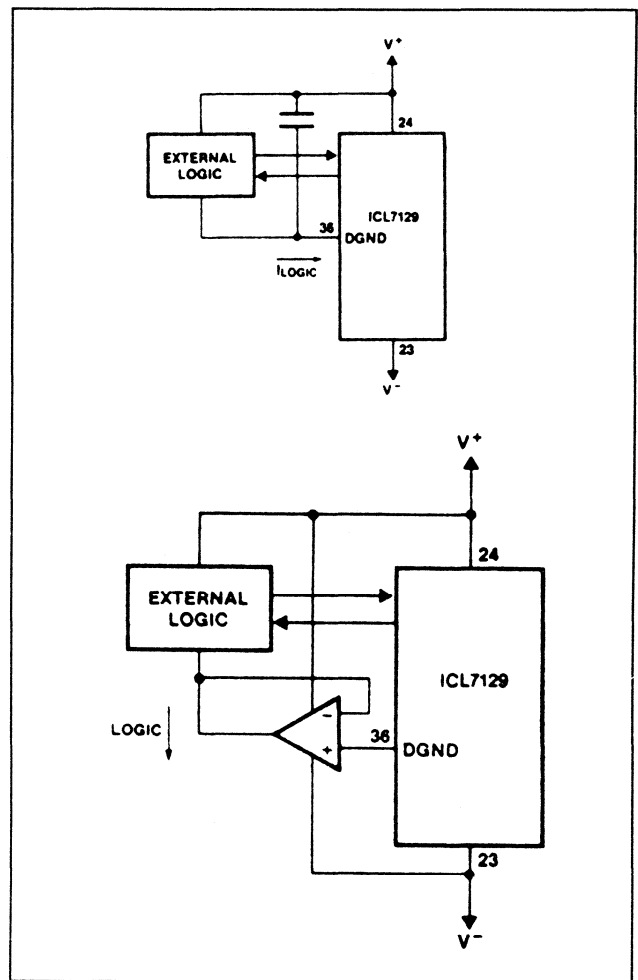 V+
24
EXTERNAL
LOGIC
ICL7129
36
DGND
ILOGIC
23
V-
V+
24
EXTERNAL
LOGIC
ICL7129
-
LOGIC
+
36
DGND
23
V-